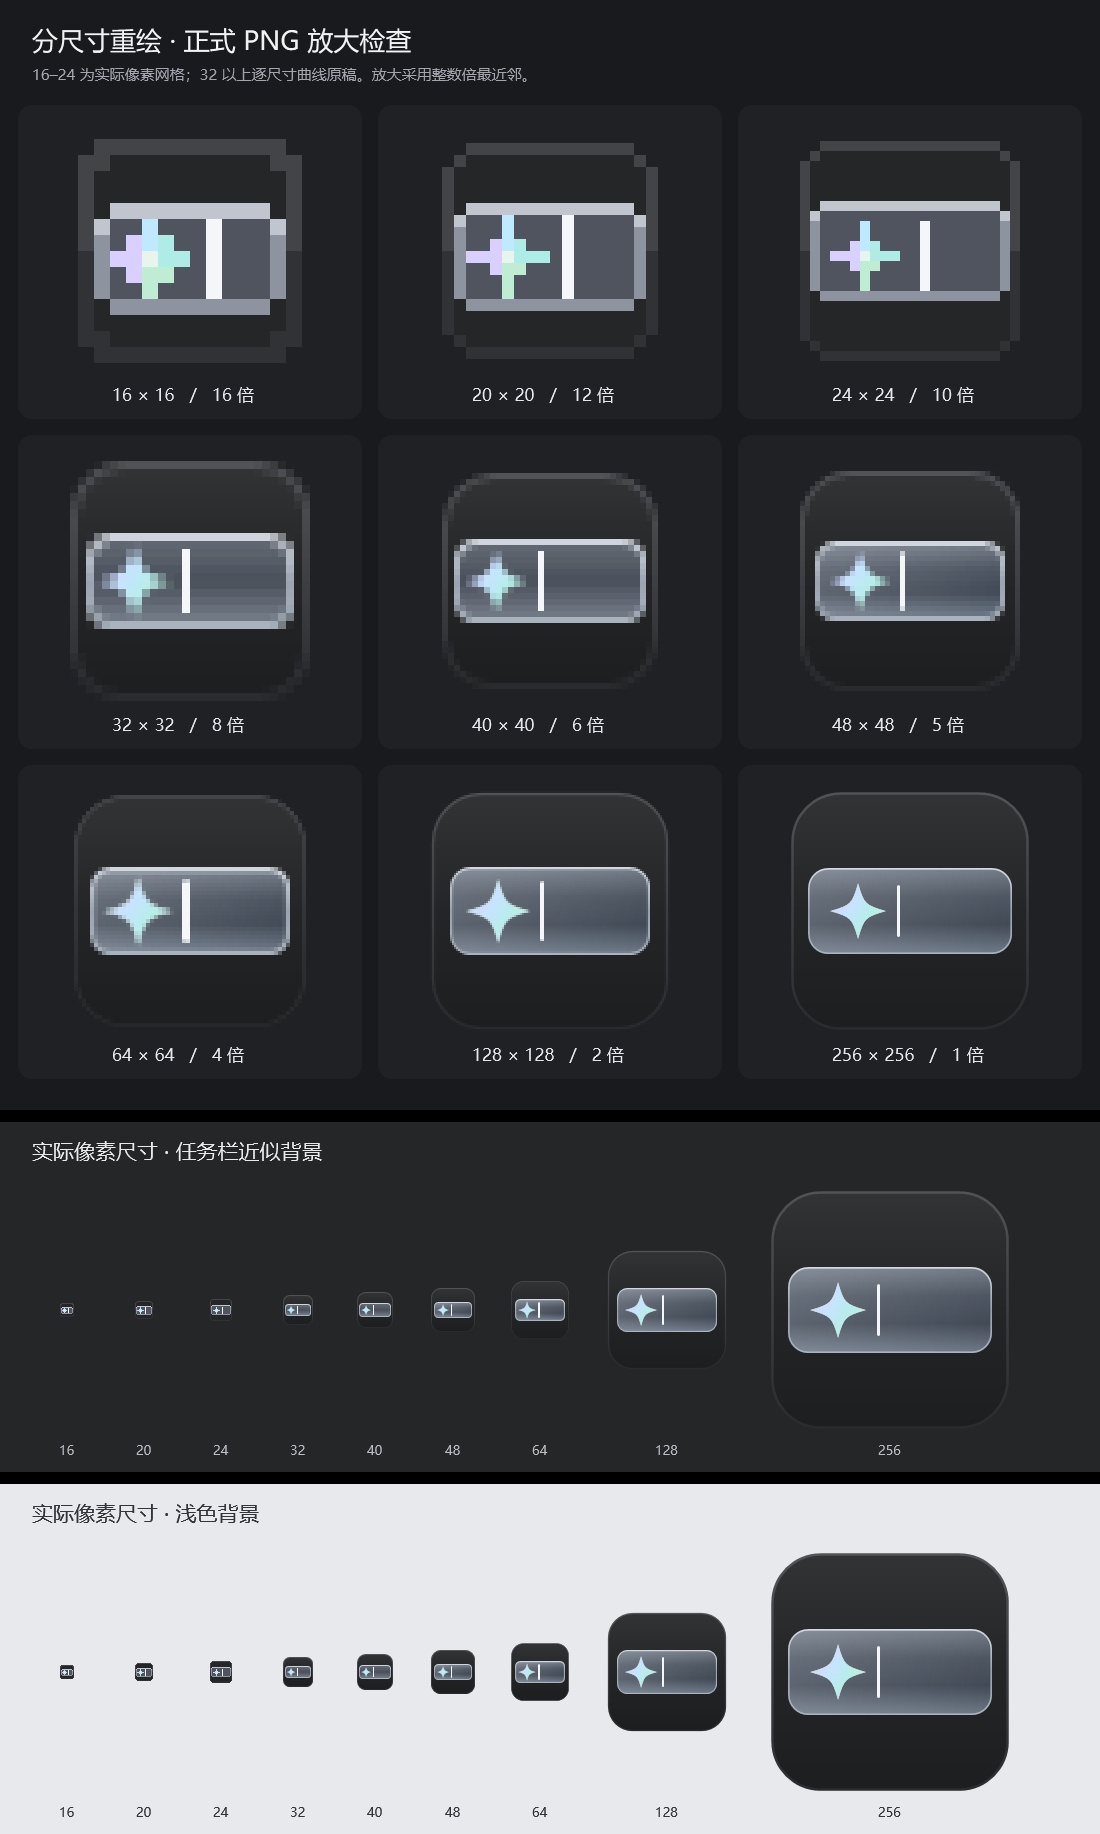 分尺寸重绘 · 正式 PNG 放大检查
16–24 为实际像素网格；32 以上逐尺寸曲线原稿。放大采用整数倍最近邻。
16 × 16 / 16 倍
20 × 20 / 12 倍
24 × 24 / 10 倍
32 × 32 / 8 倍
40 × 40 / 6 倍
48 × 48 / 5 倍
64 × 64 / 4 倍
128 × 128 / 2 倍
256 × 256 / 1 倍
实际像素尺寸 · 任务栏近似背景
16 20 24 32 40 48 64 128 256
实际像素尺寸 · 浅色背景
16 20 24 32 40 48 64 128 256